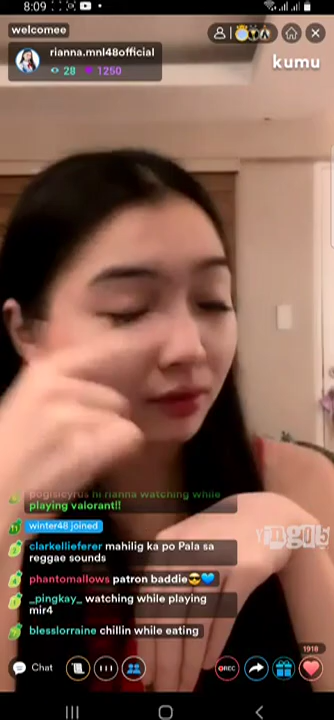 8:09
welcomee
rianna.mnl48official
28 1250
kumu
pogisicyrus hi rianna watching while
playing valorant!!
winter48 joined
clarkellieferer mahilig ka po Pala sa
reggae sounds
phantomallows patron baddie😎💙
_pingkay_ watching while playing
mir4
blesslorraine chillin while eating
1918
Chat
REC